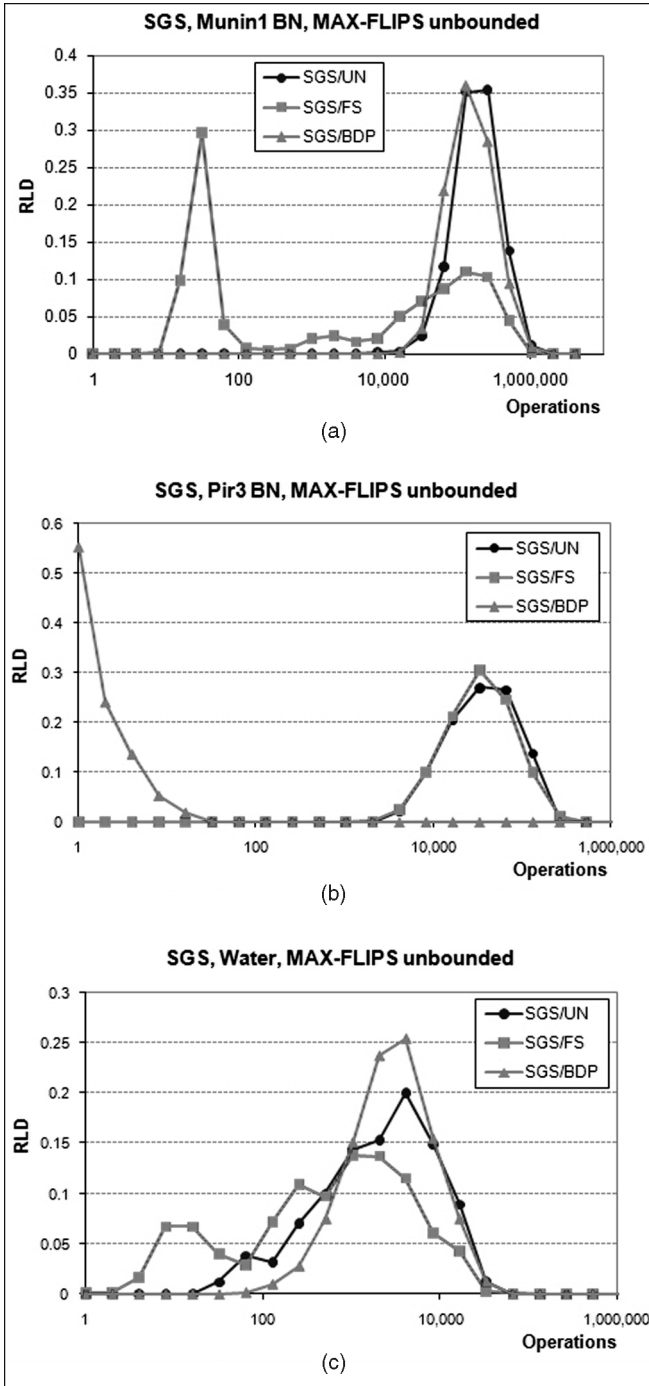 SGS, Munin1 BN, MAX-FLIPS unbounded
0.4
0.35
0.3
0.25
0.2
0.15
0.1
0.05
0
RLD
SGS/UN
SGS/FS
SGS/BDP
1 100 10,000 1,000,000
Operations
(a)
SGS, Pir3 BN, MAX-FLIPS unbounded
0.6
0.5
0.4
0.3
0.2
0.1
0
RLD
SGS/UN
SGS/FS
SGS/BDP
1 100 10,000 1,000,000
Operations
(b)
SGS, Water, MAX-FLIPS unbounded
0.3
0.25
0.2
0.15
0.1
0.05
0
RLD
SGS/UN
SGS/FS
SGS/BDP
1 100 10,000 1,000,000
Operations
(c)